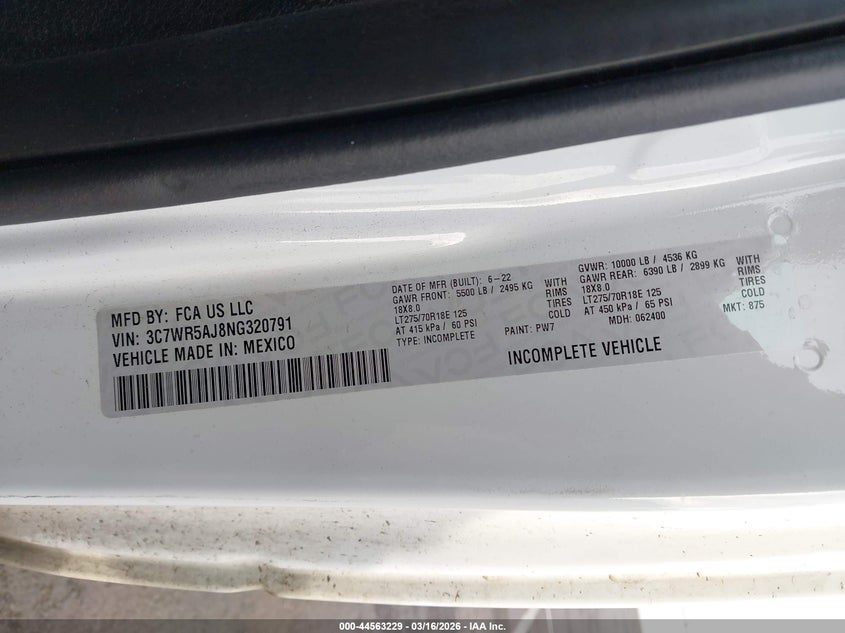 MFD BY: FCA US LLC
VIN: 3C7WR5AJ8NG320791
VEHICLE MADE IN: MEXICO
DATE OF MFR (BUILT): 6-22
GAWR FRONT: 5500 LB / 2495 KG WITH
18X8.0 RIMS
LT275/70R18E 125 TIRES
AT 415 kPa / 60 PSI COLD
TYPE: INCOMPLETE PAINT: PW7
GVWR: 10000 LB / 4536 KG
GAWR REAR: 6390 LB / 2899 KG WITH
18X8.0 RIMS
LT275/70R18E 125 TIRES
AT 450 kPa / 65 PSI COLD
MDH: 062400 MKT: 875
INCOMPLETE VEHICLE
000-44563229 | 03/16/2026 | IAA Inc.